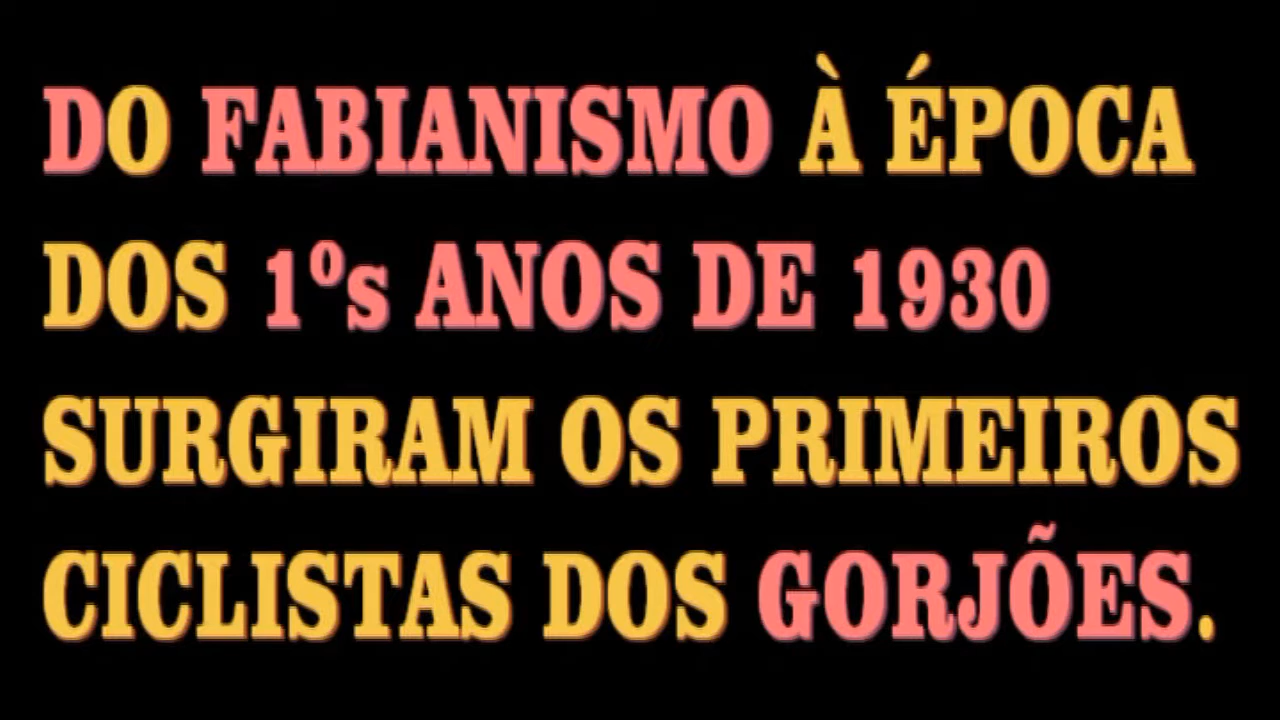 DO FABIANISMO À ÉPOCA
DOS 1ºs ANOS DE 1930
SURGIRAM OS PRIMEIROS
CICLISTAS DOS GORJÕES.